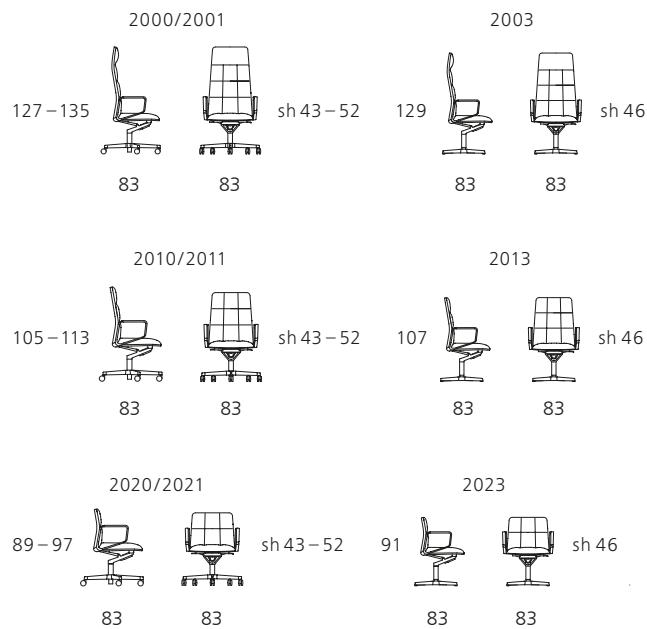 2000/2001 2003
127–135 sh 43–52 129 sh 46
83 83 83 83
2010/2011 2013
105–113 sh 43–52 107 sh 46
83 83 83 83
2020/2021 2023
89–97 sh 43–52 91 sh 46
83 83 83 83